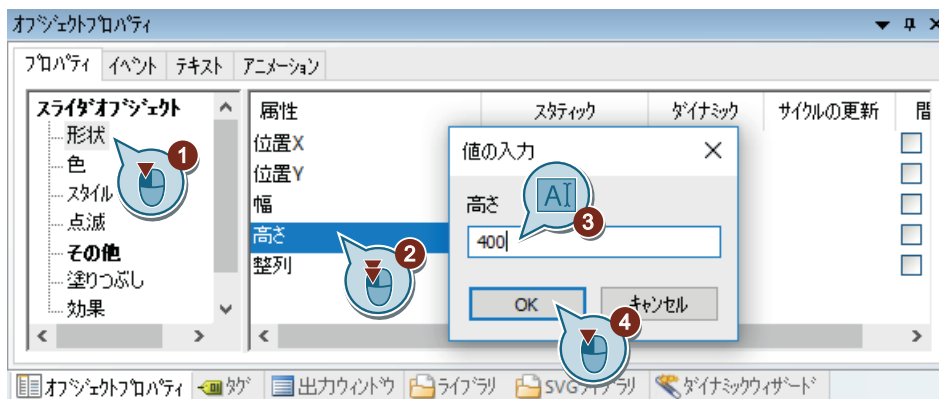 オブジェクトプロパティ
プロパティ イベント テキスト アニメーション
スライダオブジェクト
形状
色
スタイル
点滅
その他
塗りつぶし
効果
属性 スタティック ダイナミック サイクルの更新 間
位置X
位置Y
幅
高さ
整列
値の入力
高さ
400
OK キャンセル
1
2
3
4
AI
オブジェクトプロパティ タグ 出力ウィンドウ ライブラリ SVGライブラリ ダイナミックウィザード